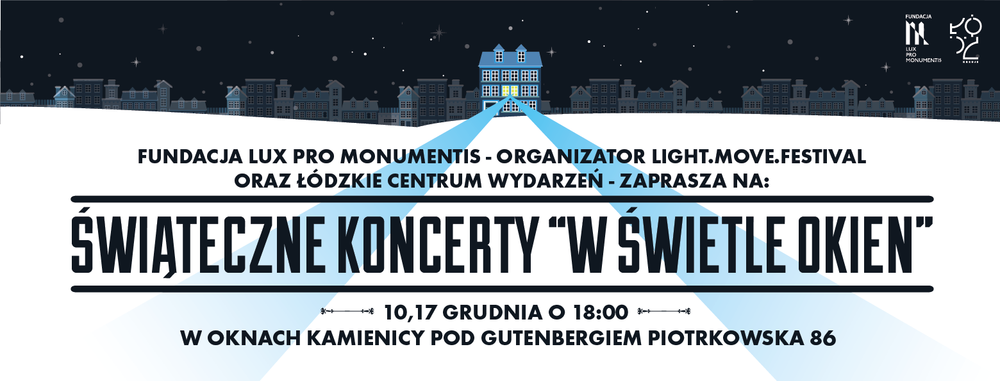 FUNDACJA
LUX
PRO
MONUMENTIS
ŁÓDŹ
KREUJE
FUNDACJA LUX PRO MONUMENTIS - ORGANIZATOR LIGHT.MOVE.FESTIVAL
ORAZ ŁÓDZKIE CENTRUM WYDARZEŃ - ZAPRASZA NA:
ŚWIĄTECZNE KONCERTY “W ŚWIETLE OKIEN”
10,17 GRUDNIA O 18:00
W OKNACH KAMIENICY POD GUTENBERGIEM PIOTRKOWSKA 86